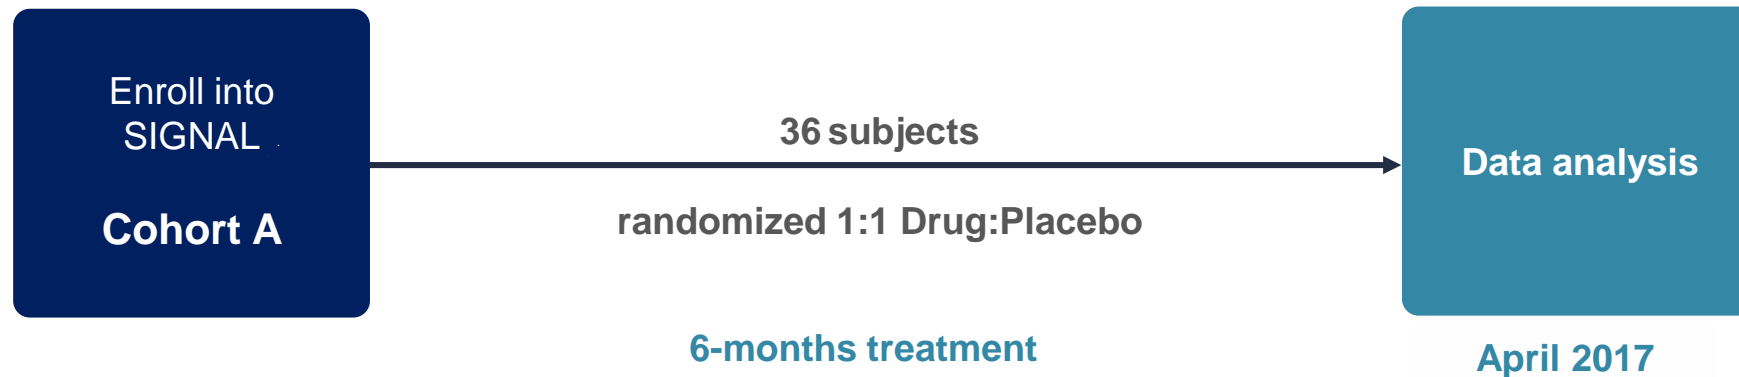 Enroll into
SIGNAL
Cohort A
36 subjects
randomized 1:1 Drug:Placebo
6-months treatment
Data analysis
April 2017